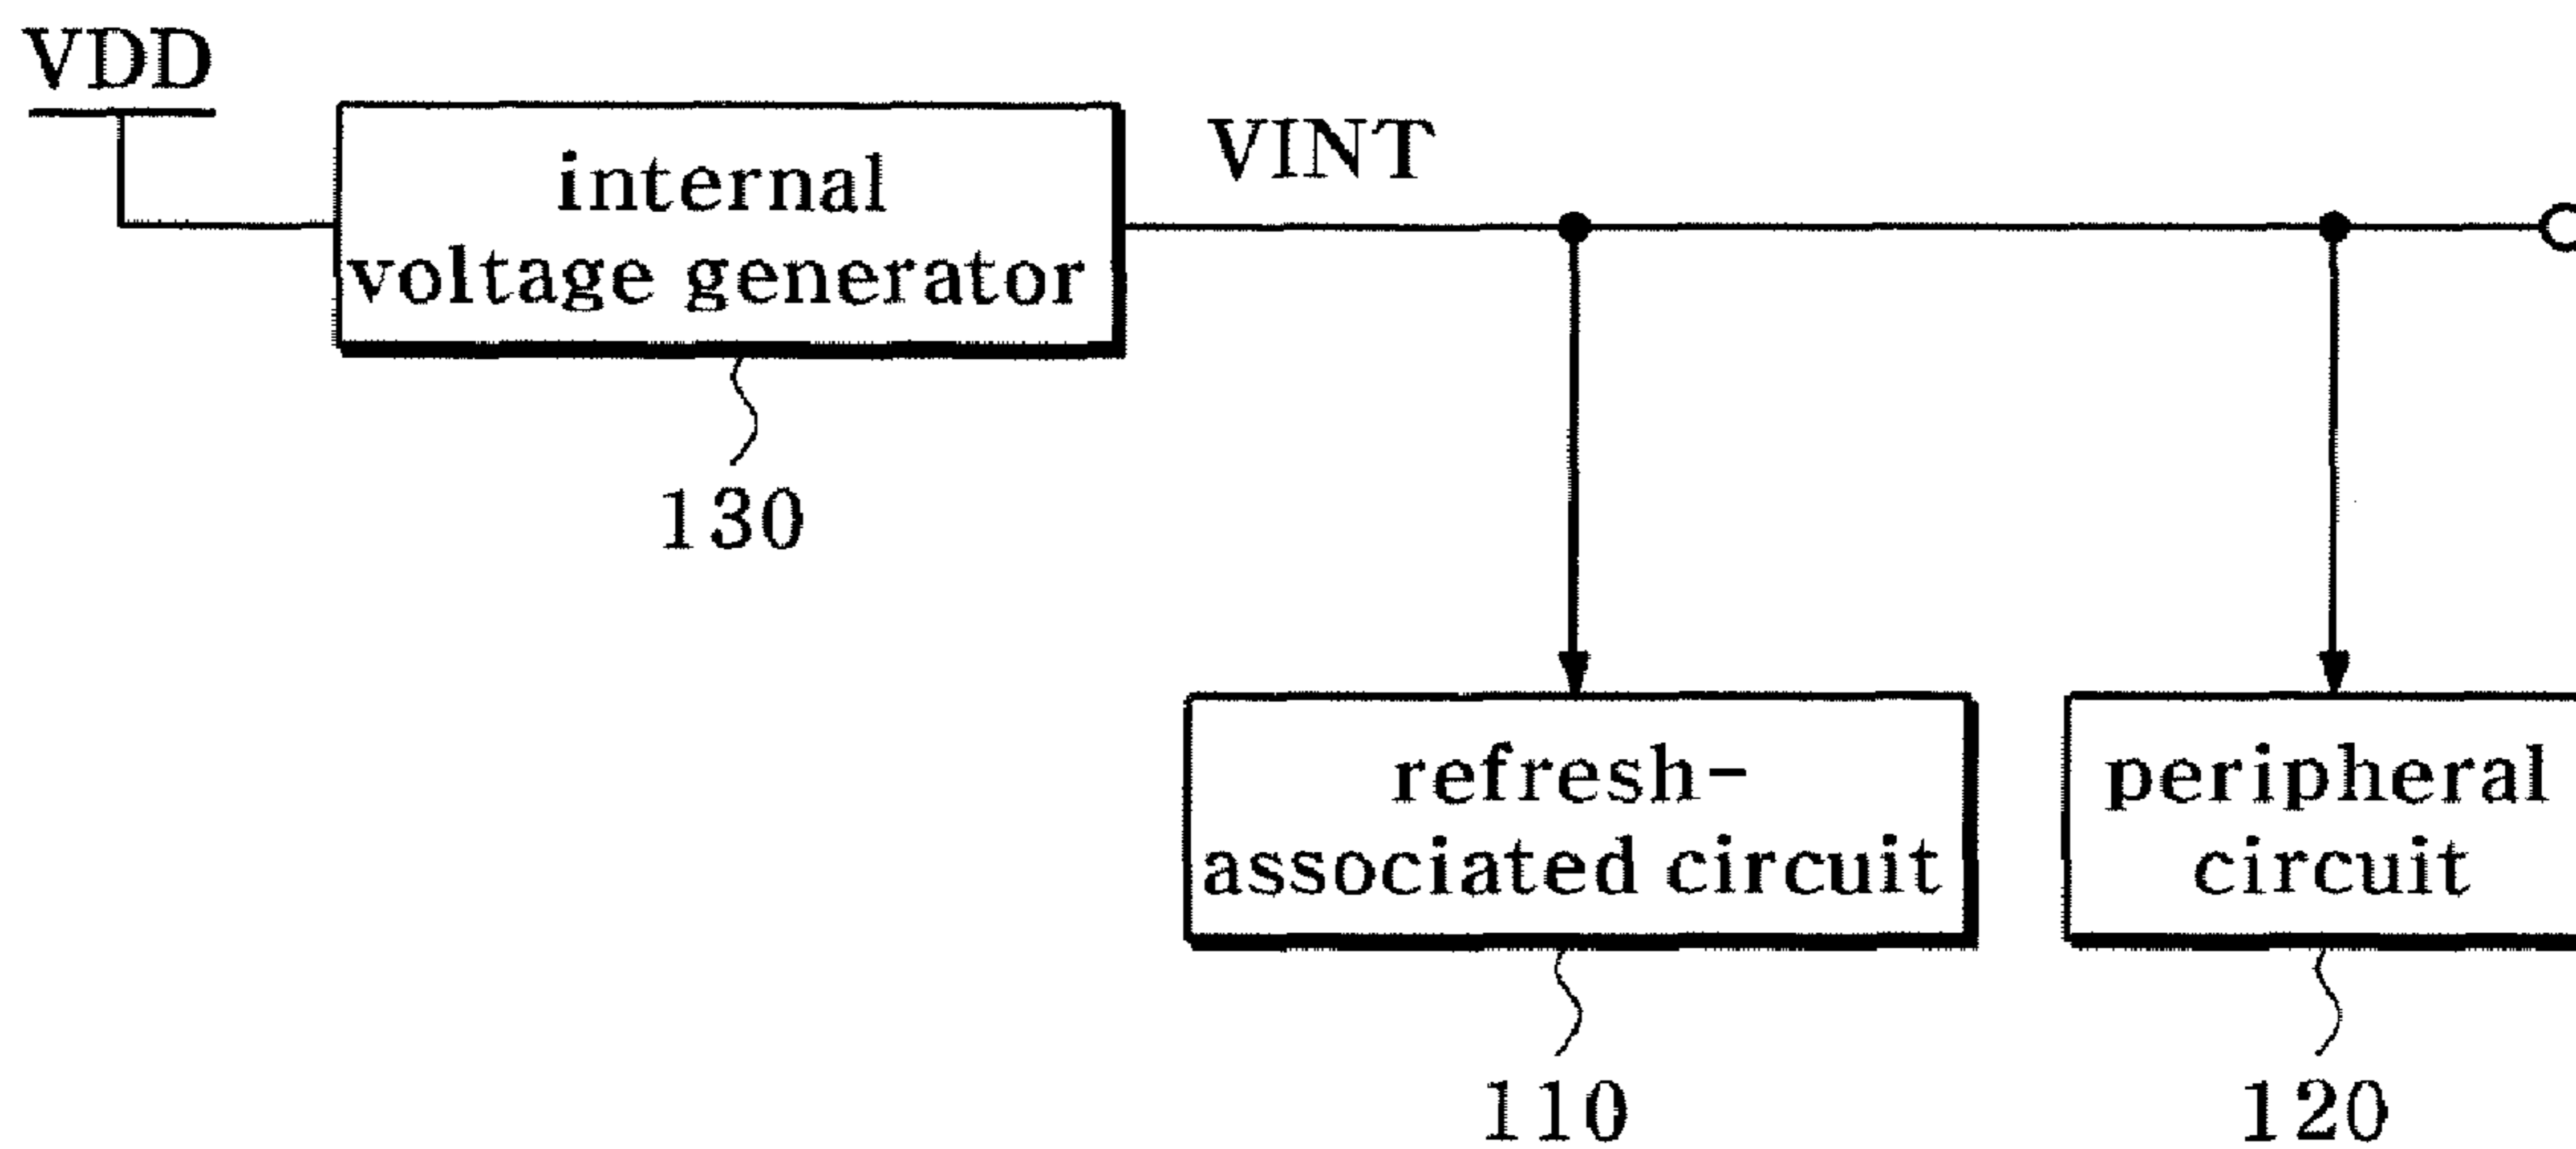 VDD
internal
voltage generator
VINT
130
refresh-
associated circuit
peripheral
circuit
110
120